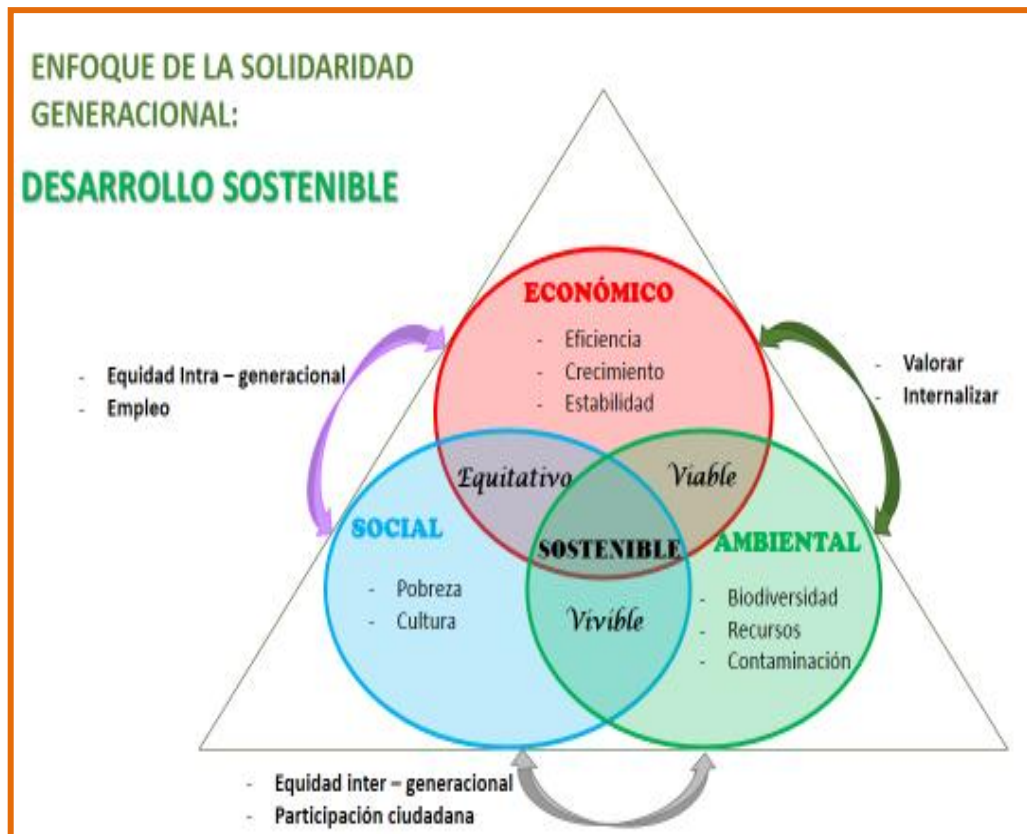 ENFOQUE DE LA SOLIDARIDAD
GENERACIONAL:
DESARROLLO SOSTENIBLE
ECONÓMICO
- Eficiencia
- Crecimiento
- Estabilidad
- Equidad Intra – generacional
- Empleo
- Valorar
- Internalizar
Equitativo
Viable
SOCIAL
SOSTENIBLE
AMBIENTAL
- Pobreza
- Cultura
Vivible
- Biodiversidad
- Recursos
- Contaminación
- Equidad inter – generacional
- Participación ciudadana